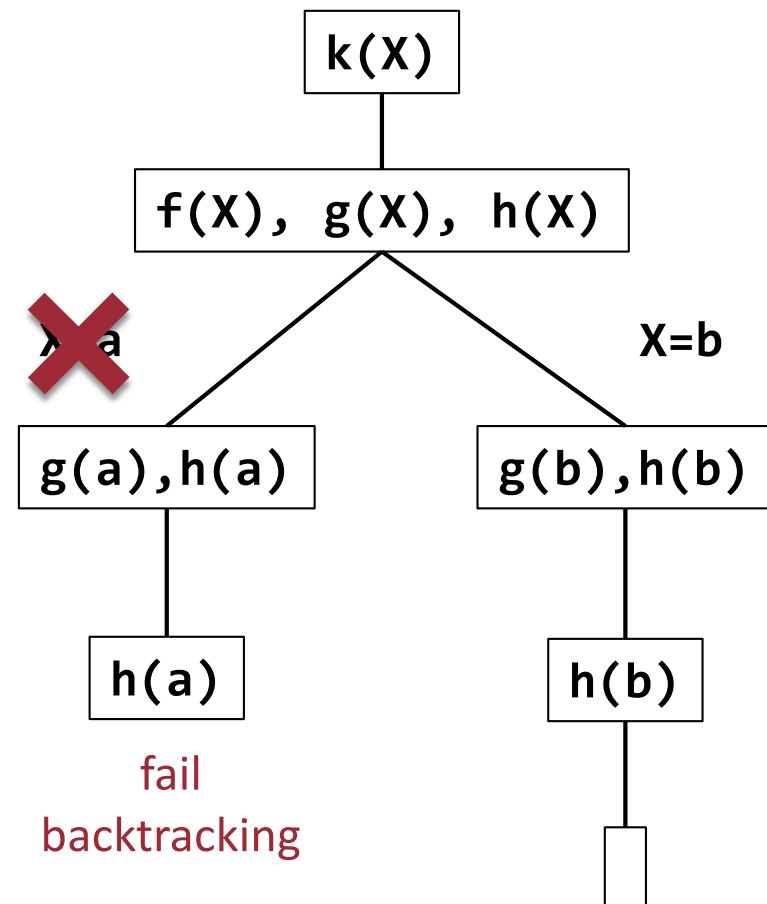 k(X)
f(X), g(X), h(X)
X=b
g(a),h(a)
g(b),h(b)
h(a)
h(b)
fail
backtracking